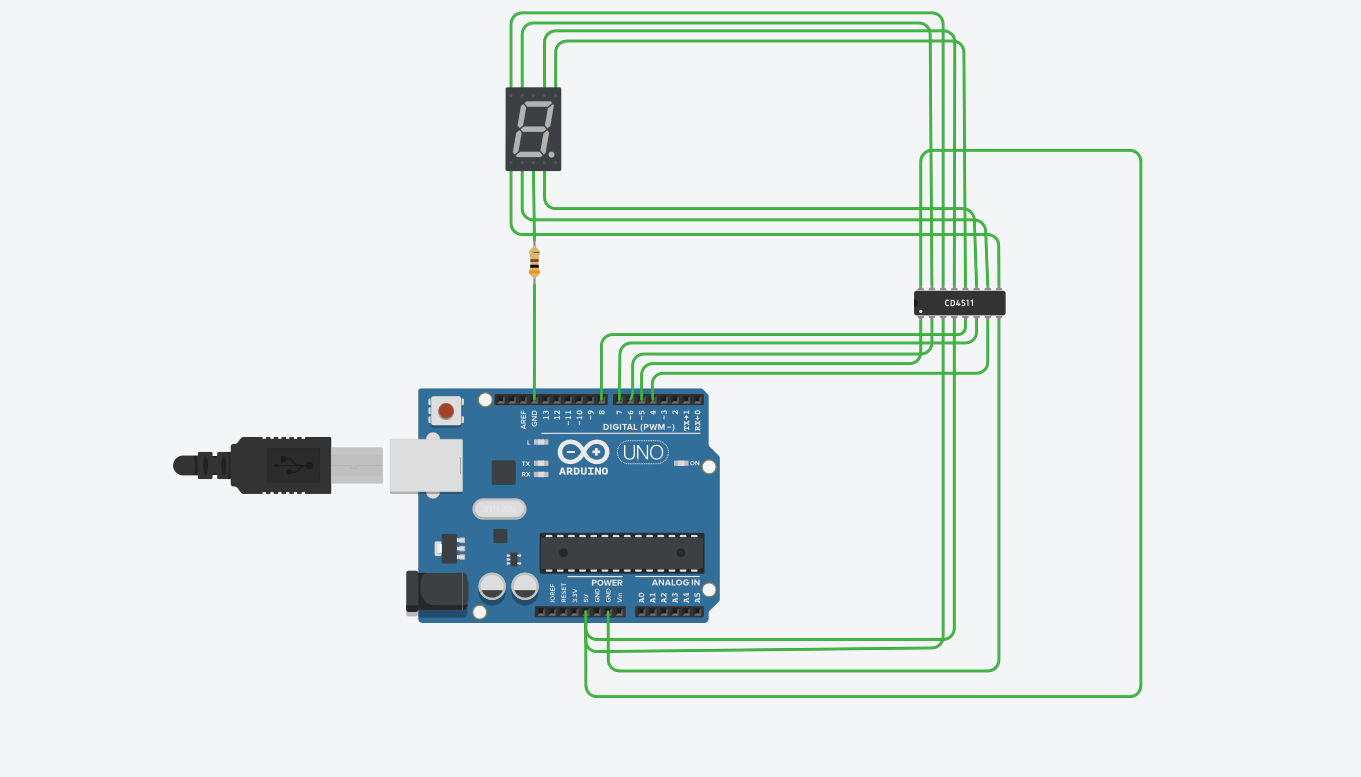 CD4511
AREF
GND
13
12
~11
~10
~9
8
7
~6
~5
4
~3
2
TX→1
RX←0
DIGITAL (PWM~)
L
TX
RX
ARDUINO
UNO
ON
POWER
ANALOG IN
IOREF
RESET
3.3V
5V
GND
GND
Vin
A0
A1
A2
A3
A4
A5